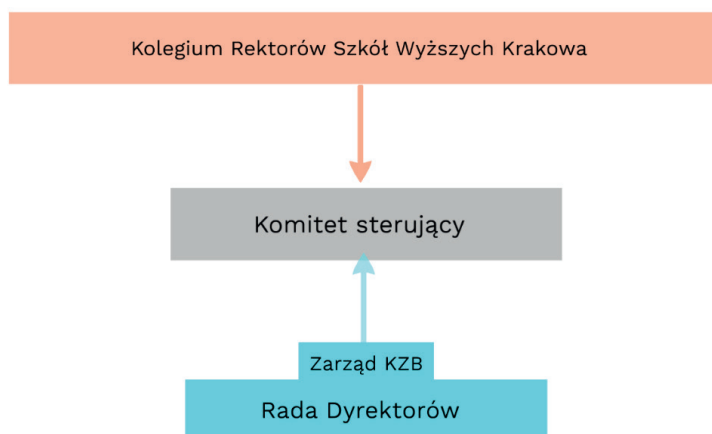 Kolegium Rektorów Szkół Wyższych Krakowa
Komitet sterujący
Zarząd KZB
Rada Dyrektorów